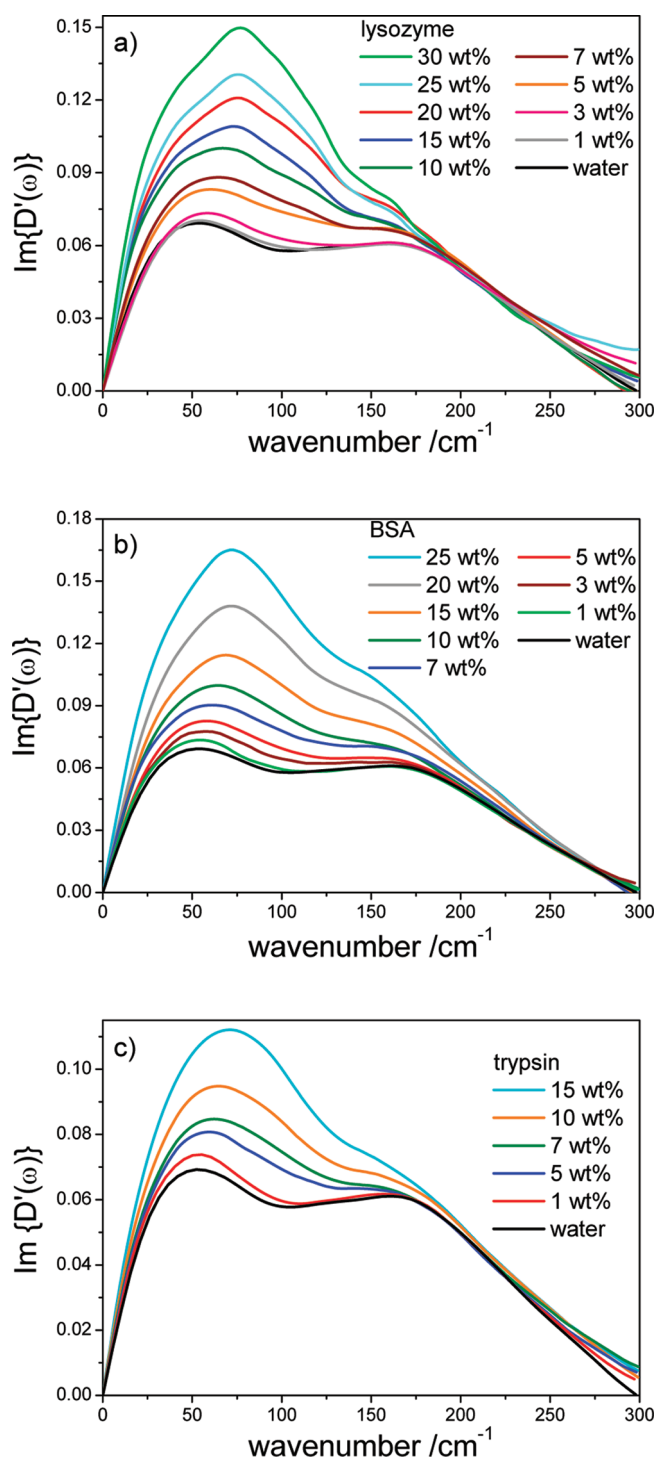 a)
lysozyme
30 wt% 7 wt%
25 wt% 5 wt%
20 wt% 3 wt%
15 wt% 1 wt%
10 wt% water
0.15
0.12
0.09
0.06
0.03
0.00
Im{D'(ω)}
0 50 100 150 200 250 300
wavenumber /cm⁻¹
b)
BSA
25 wt% 5 wt%
20 wt% 3 wt%
15 wt% 1 wt%
10 wt% water
7 wt%
0.18
0.15
0.12
0.09
0.06
0.03
0.00
Im{D'(ω)}
0 50 100 150 200 250 300
wavenumber /cm⁻¹
c)
trypsin
15 wt%
10 wt%
7 wt%
5 wt%
1 wt%
water
0.10
0.08
0.06
0.04
0.02
0.00
Im {D'(ω)}
0 50 100 150 200 250 300
wavenumber /cm⁻¹